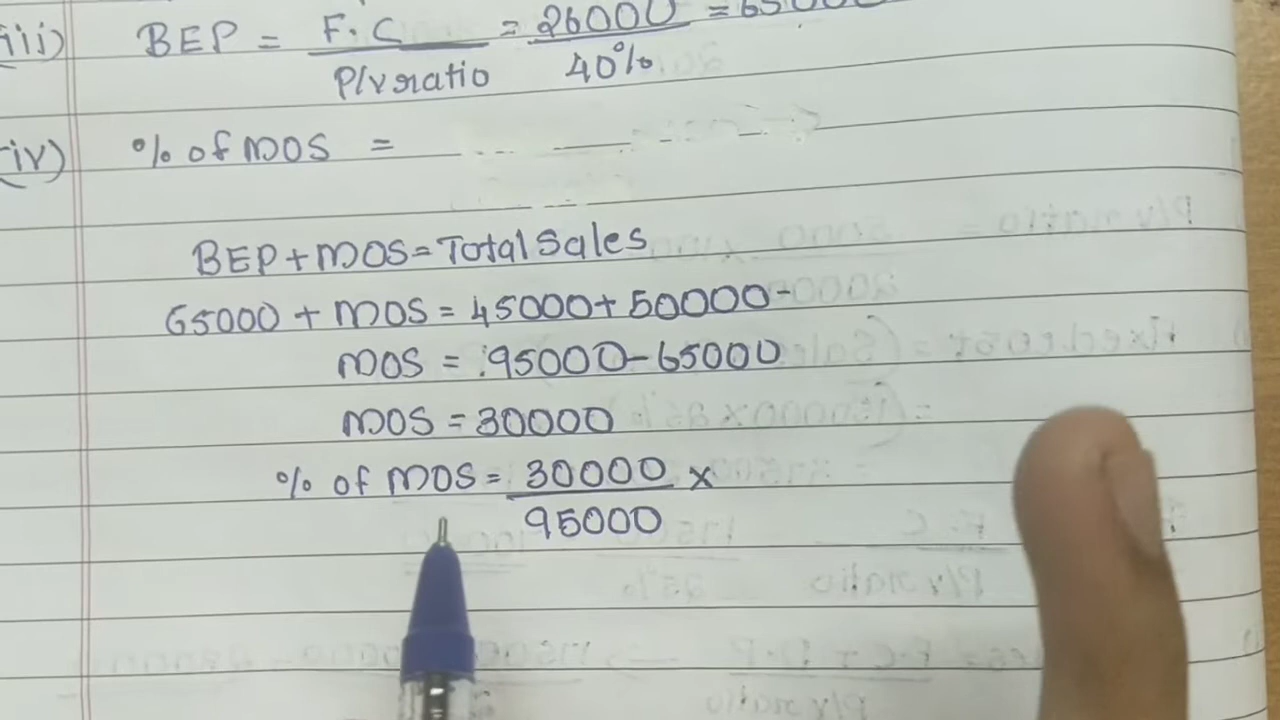 iii) BEP = F.C / P/v ratio = 26000 / 40% = 65000
iv) % of MOS =
BEP + MOS = Total Sales
65000 + MOS = 45000 + 50000
MOS = 95000 - 65000
MOS = 30000
% of MOS = 30000 / 95000 ×